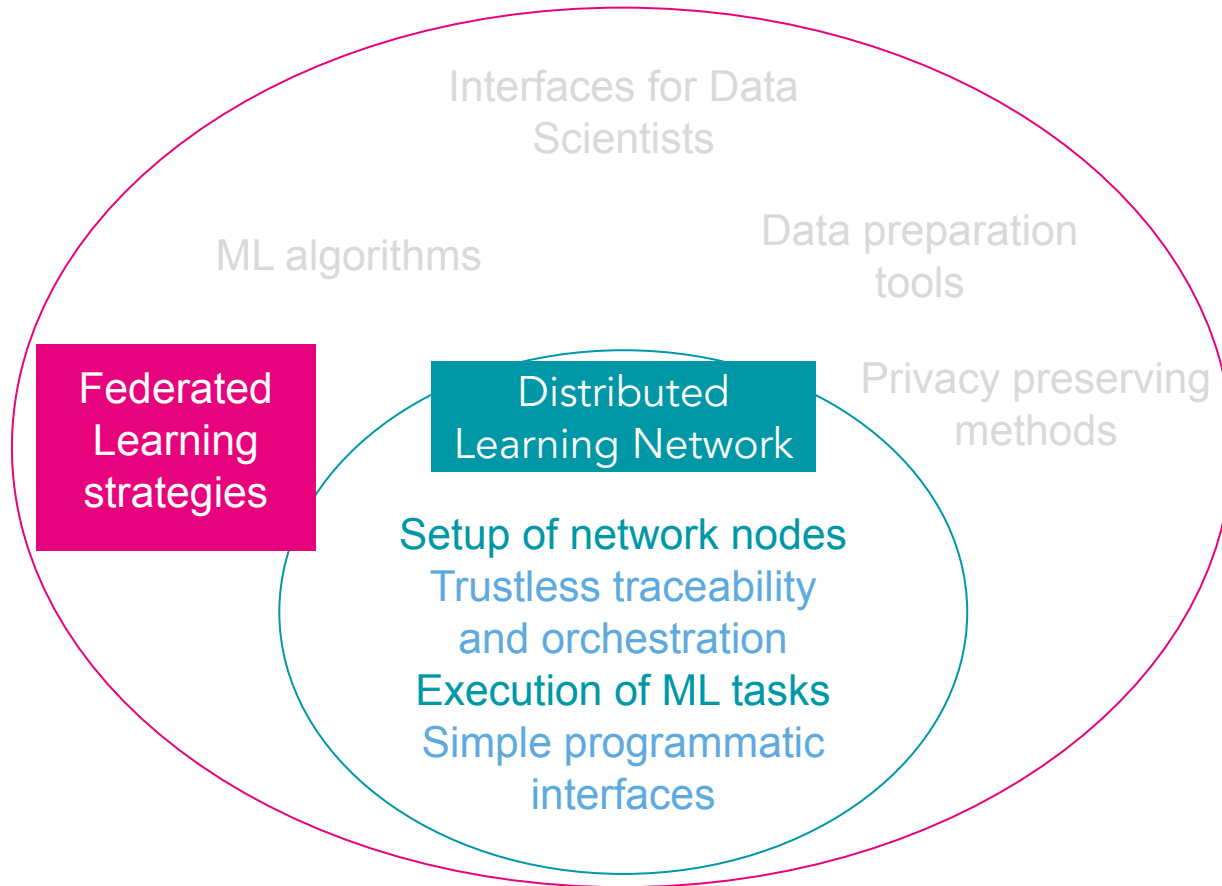 Interfaces for Data
Scientists
ML algorithms
Data preparation
tools
Privacy preserving
methods
Federated
Learning
strategies
Distributed
Learning Network
Setup of network nodes
Trustless traceability
and orchestration
Execution of ML tasks
Simple programmatic
interfaces